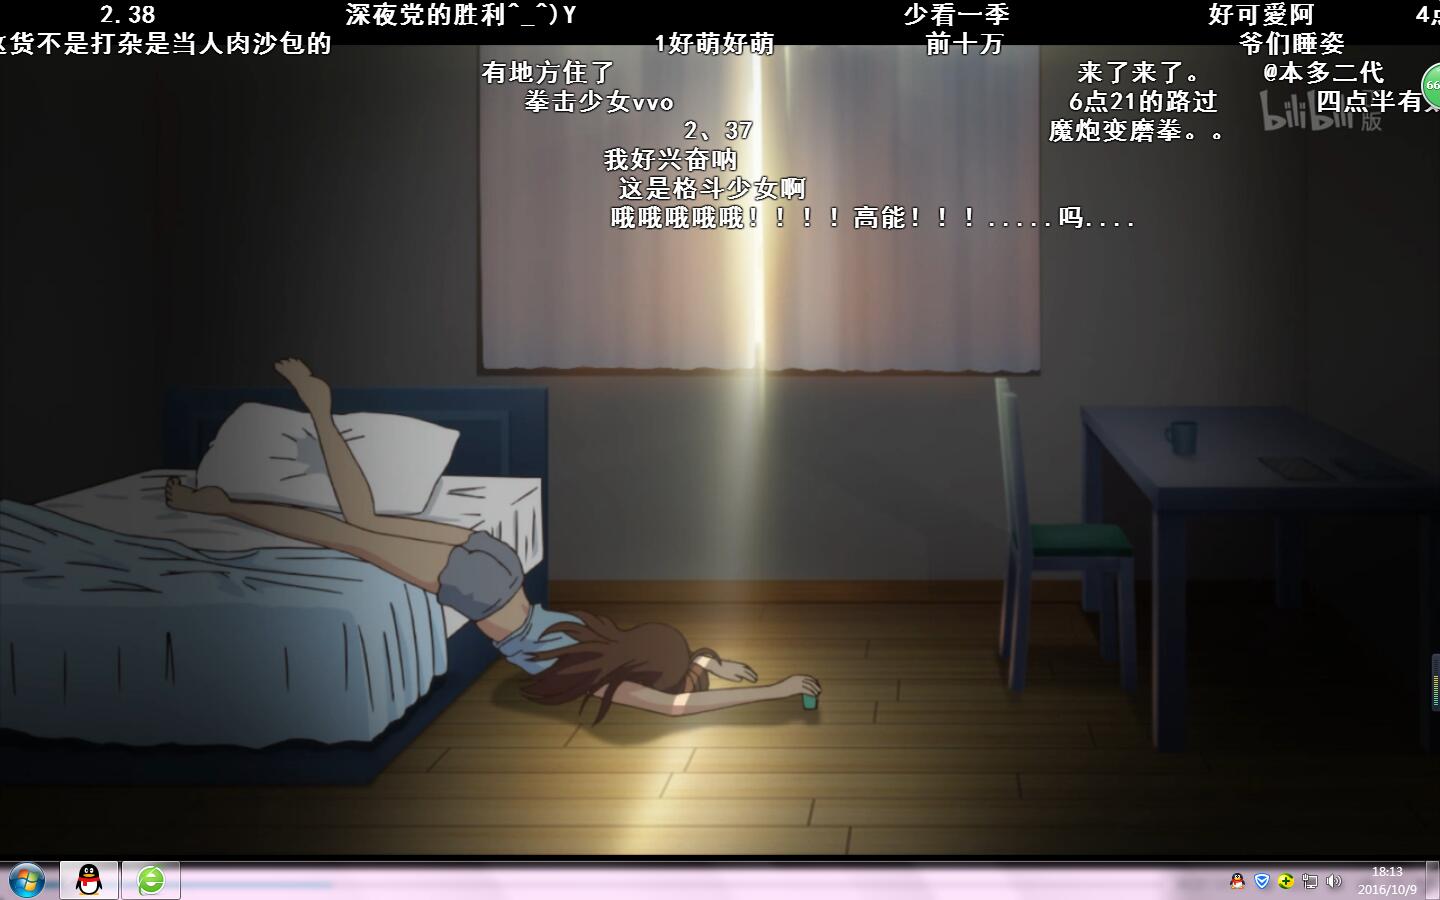 2.38
深夜党的胜利^_^)Y
少看一季
好可愛阿
货不是打杂是当人肉沙包的
1好萌好萌
前十万
爷们睡姿
有地方住了
来了来了。
@本多二代
66
拳击少女vvo
6点21的路过
四点半有
bilibili
版
2、37
魔炮变磨拳。。
我好兴奋呐
这是格斗少女啊
哦哦哦哦哦！！！！高能！！！.....吗....
18:13
2016/10/9